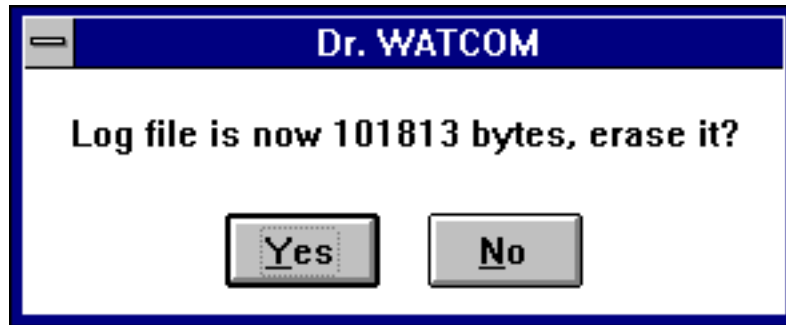 Dr. WATCOM
Log file is now 101813 bytes, erase it?
Yes No